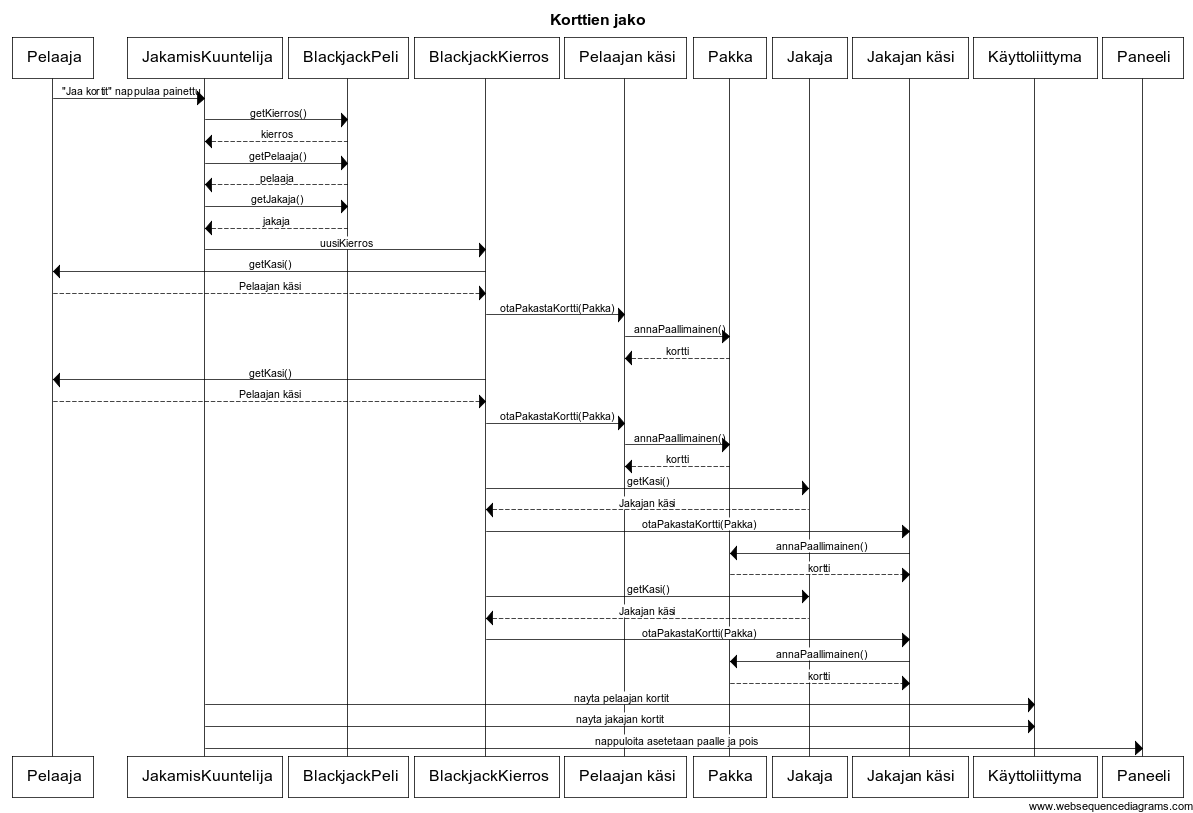 Korttien jako
Pelaaja JakamisKuuntelija BlackjackPeli BlackjackKierros Pelaajan käsi Pakka Jakaja Jakajan käsi Käyttoliittyma Paneeli
"Jaa kortit" nappulaa painettu
getKierros()
kierros
getPelaaja()
pelaaja
getJakaja()
jakaja
uusiKierros
getKasi()
Pelaajan käsi
otaPakastaKortti(Pakka)
annaPaallimainen()
kortti
getKasi()
Pelaajan käsi
otaPakastaKortti(Pakka)
annaPaallimainen()
kortti
getKasi()
Jakajan käsi
otaPakastaKortti(Pakka)
annaPaallimainen()
kortti
getKasi()
Jakajan käsi
otaPakastaKortti(Pakka)
annaPaallimainen()
kortti
nayta pelaajan kortit
nayta jakajan kortit
nappuloita asetetaan paalle ja pois
Pelaaja JakamisKuuntelija BlackjackPeli BlackjackKierros Pelaajan käsi Pakka Jakaja Jakajan käsi Käyttoliittyma Paneeli
www.websequencediagrams.com